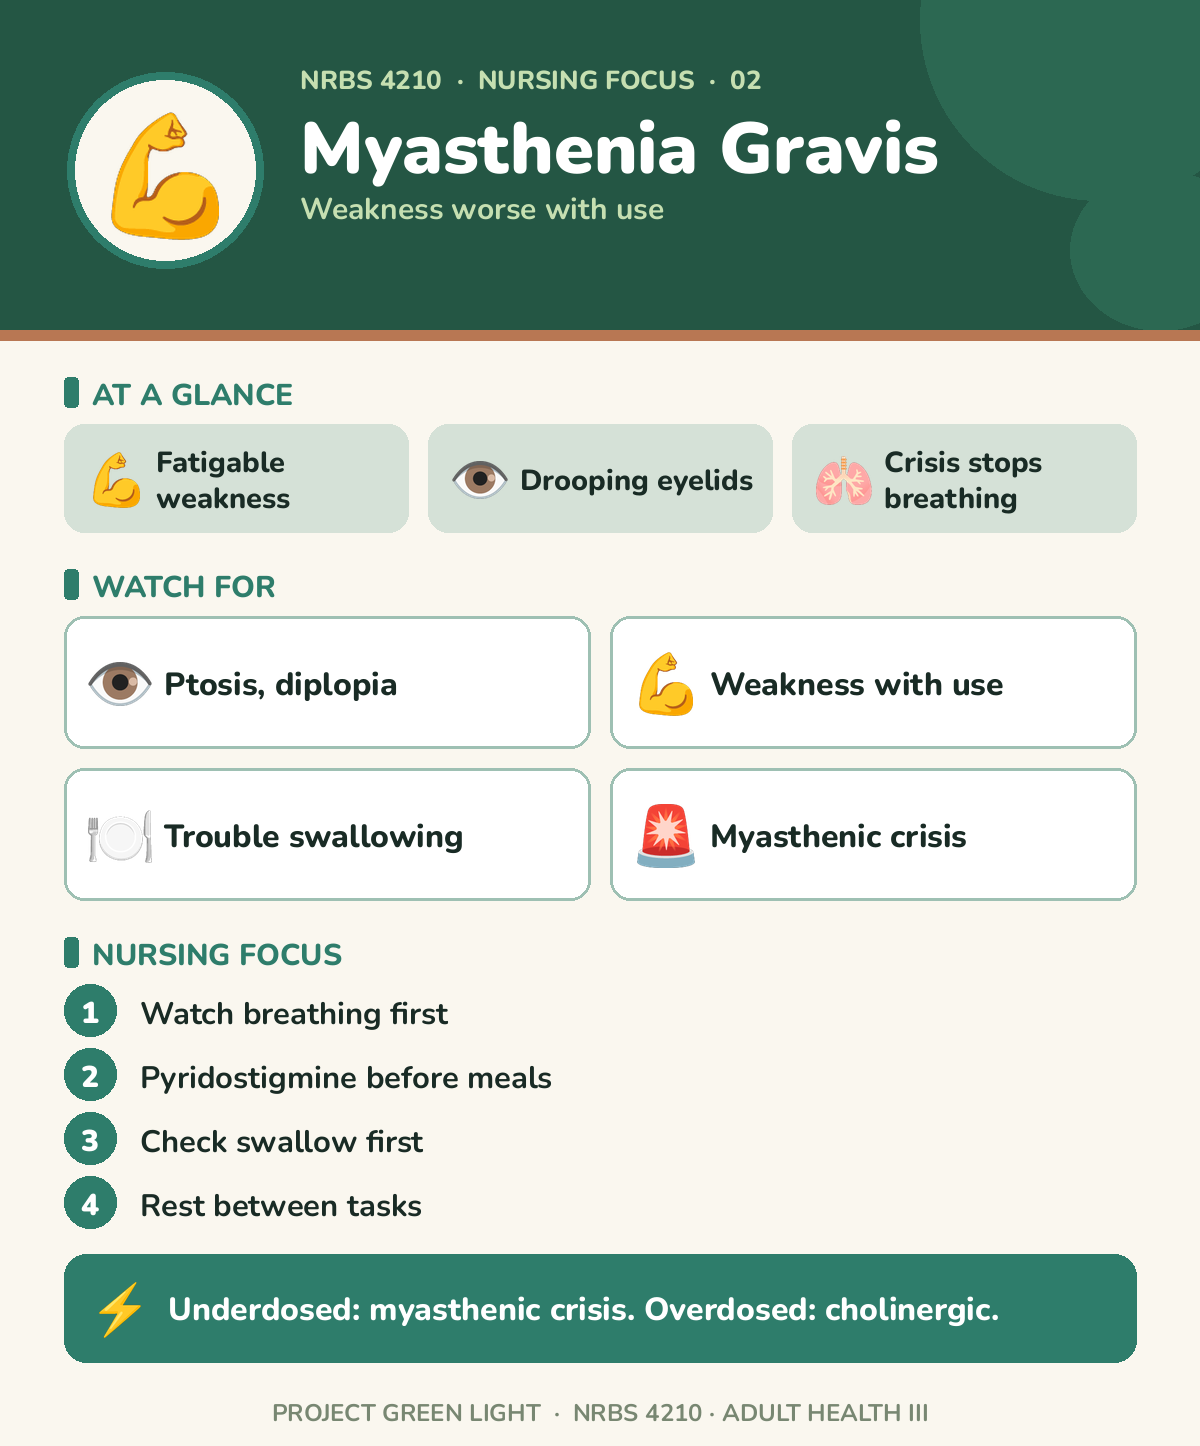 NRBS 4210 · NURSING FOCUS · 02
Myasthenia Gravis
Weakness worse with use
AT A GLANCE
Fatigable
weakness
Drooping eyelids
Crisis stops
breathing
WATCH FOR
Ptosis, diplopia
Weakness with use
Trouble swallowing
Myasthenic crisis
NURSING FOCUS
1 Watch breathing first
2 Pyridostigmine before meals
3 Check swallow first
4 Rest between tasks
Underdosed: myasthenic crisis. Overdosed: cholinergic.
PROJECT GREEN LIGHT · NRBS 4210 · ADULT HEALTH III